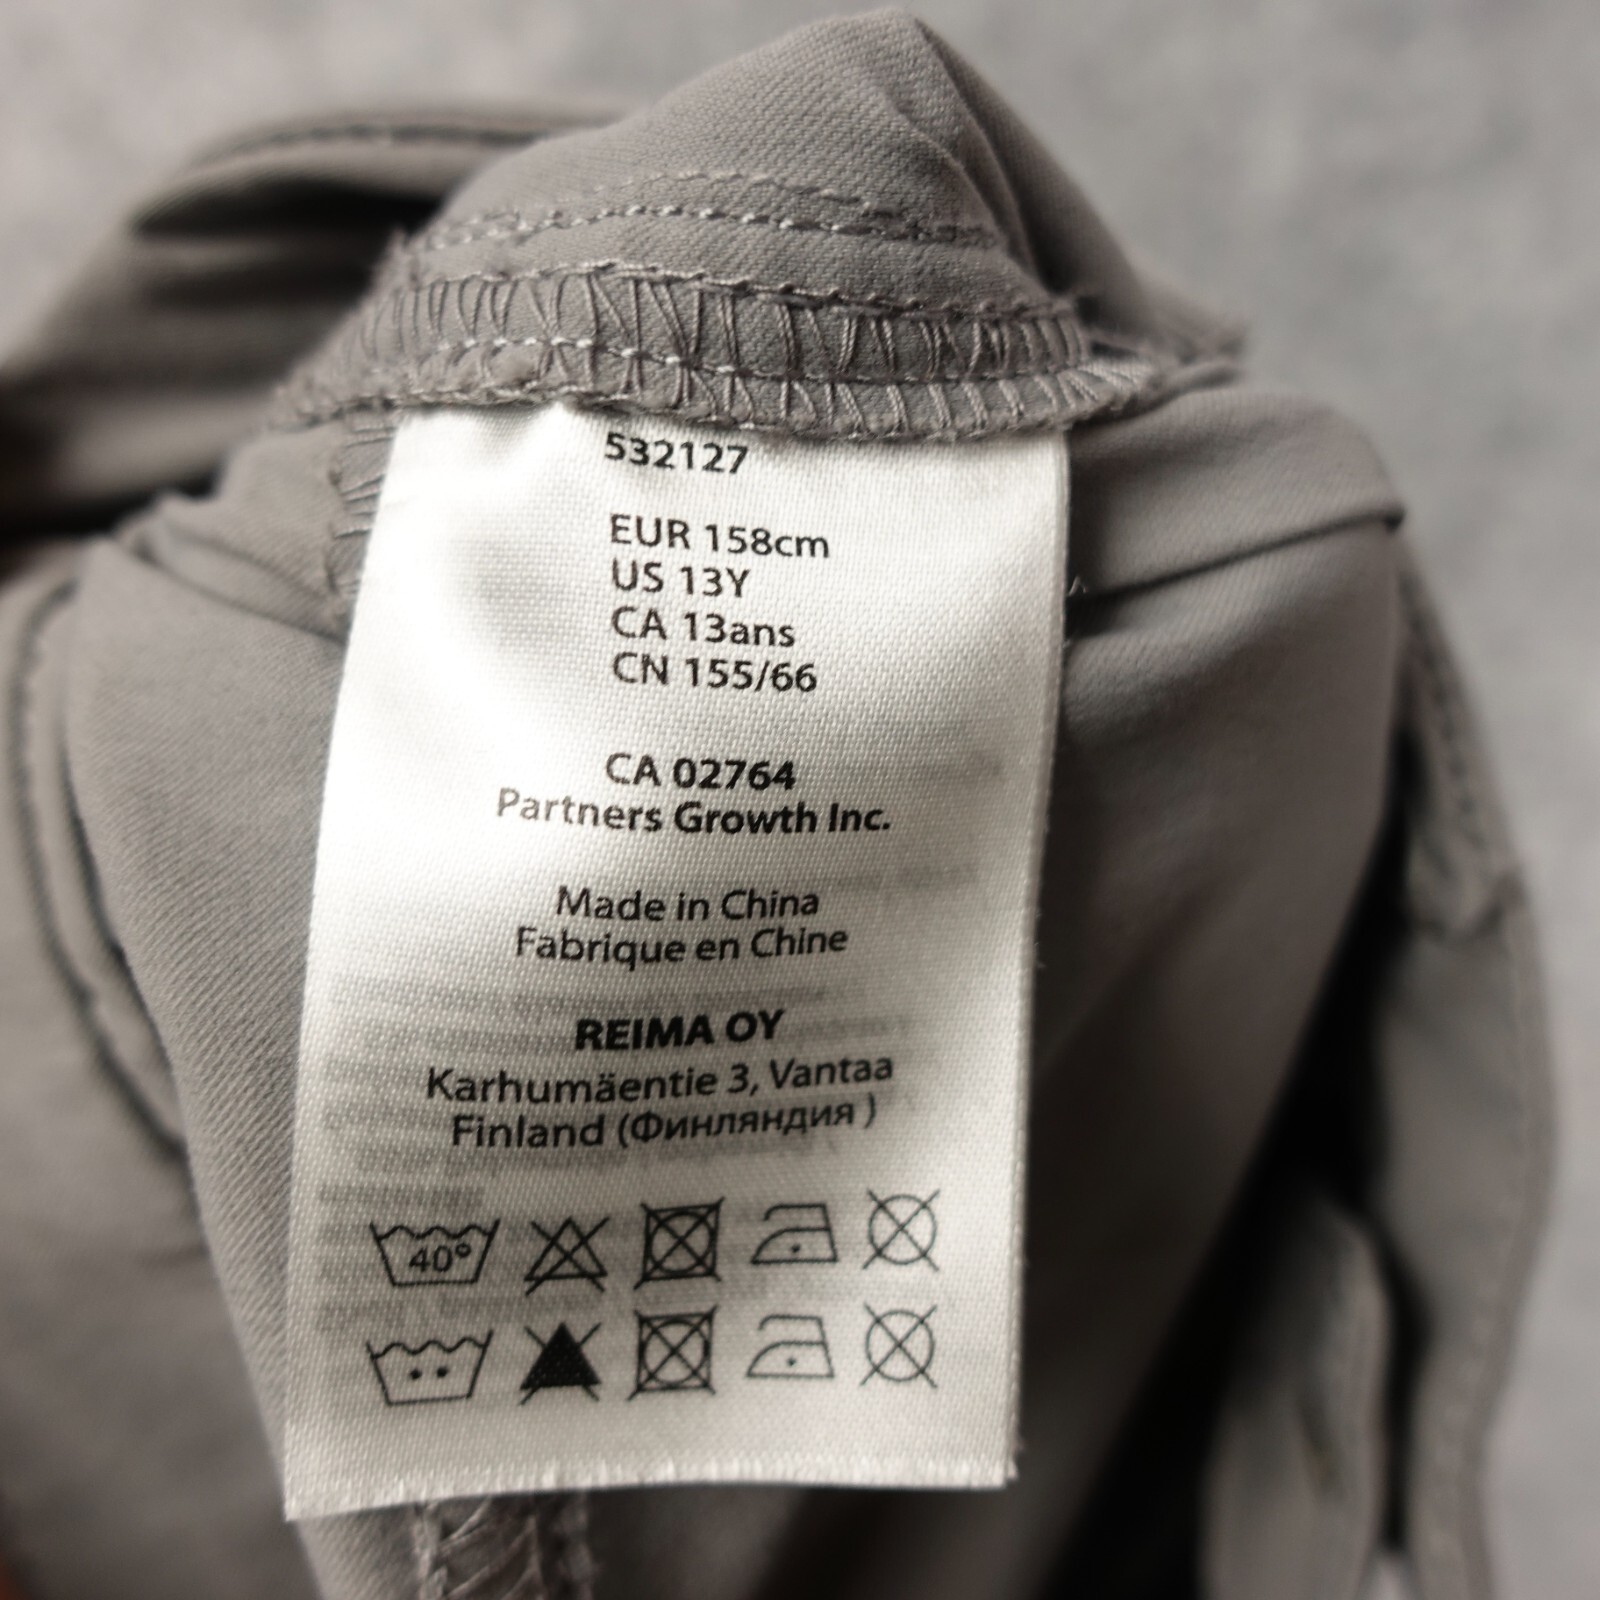 532127
EUR 158cm
US 13Y
CA 13ans
CN 155/66
CA 02764
Partners Growth Inc.
Made in China
Fabrique en Chine
REIMA OY
Karhumäentie 3, Vantaa
Finland (Финляндия )
40°